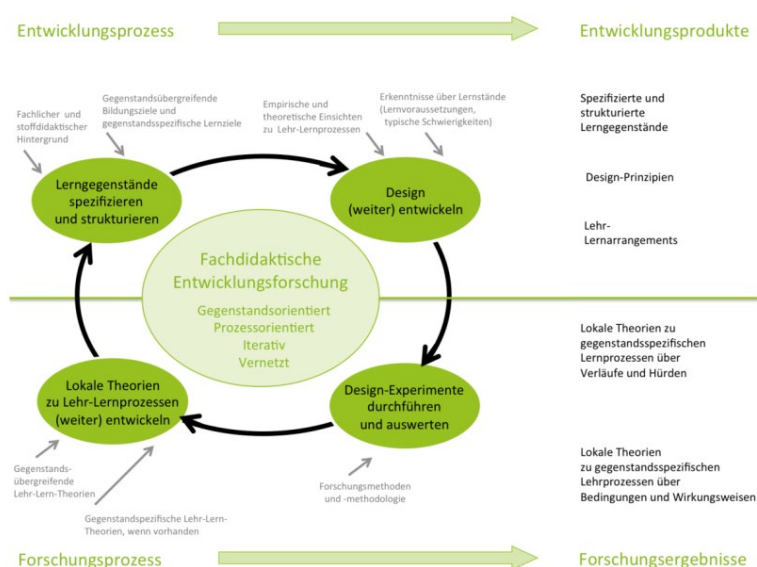 Entwicklungsprozess
Entwicklungsprodukte
Fachlicher und
stoffdidaktischer
Hintergrund
Gegenstandsübergreifende
Bildungsziele und
gegenstandsspezifische Lernziele
Empirische und
theoretische Einsichten
zu Lehr-Lernprozessen
Erkenntnisse über Lernstände
(Lernvoraussetzungen,
typische Schwierigkeiten)
Spezifizierte und
strukturierte
Lerngegenstände
Design-Prinzipien
Lehr-
Lernarrangements
Lerngegenstände
spezifizieren
und strukturieren
Design
(weiter) entwickeln
Fachdidaktische
Entwicklungsforschung
Gegenstandsorientiert
Prozessorientiert
Iterativ
Vernetzt
Lokale Theorien
zu Lehr-Lernprozessen
(weiter) entwickeln
Design-Experimente
durchführen
und auswerten
Lokale Theorien zu
gegenstandsspezifischen
Lernprozessen über
Verläufe und Hürden
Lokale Theorien
zu gegenstandsspezifischen
Lehrprozessen über
Bedingungen und Wirkungsweisen
Gegenstands-
übergreifende
Lehr-Lern-Theorien
Gegenstandspezifische Lehr-Lern-
Theorien, wenn vorhanden
Forschungsmethoden
und -methodologie
Forschungsprozess
Forschungsergebnisse